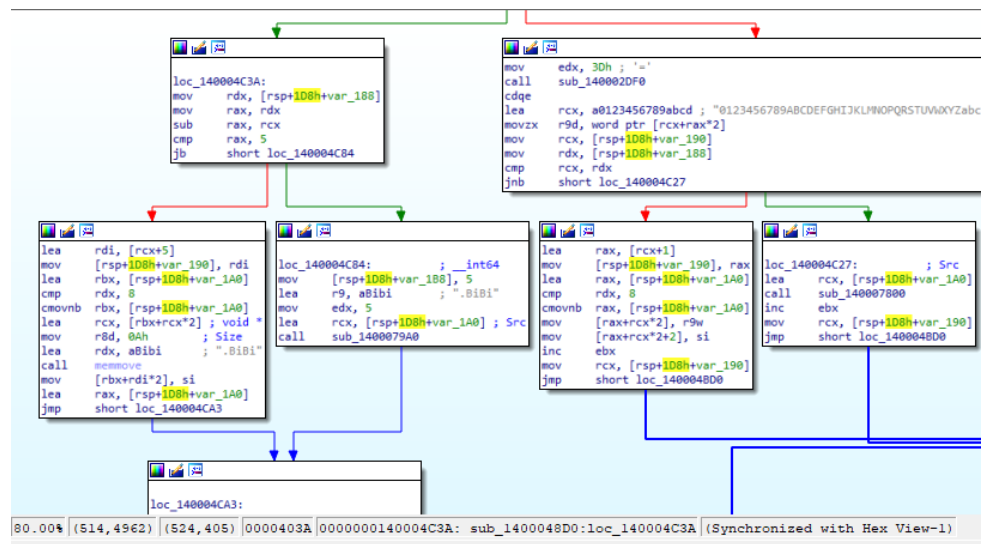 loc_140004C3A:
mov rdx, [rsp+1D8h+var_188]
mov rax, rdx
sub rax, rcx
cmp rax, 5
jb short loc_140004C84
mov edx, 3Dh ; '='
call sub_140002DF0
cdqe
lea rcx, a0123456789abcd ; "0123456789ABCDEFGHIJKLMNOPQRSTUVWXYZabc
movzx r9d, word ptr [rcx+rax*2]
mov rcx, [rsp+1D8h+var_190]
mov rdx, [rsp+1D8h+var_188]
cmp rcx, rdx
jnb short loc_140004C27
lea rdi, [rcx+5]
mov [rsp+1D8h+var_190], rdi
lea rbx, [rsp+1D8h+var_1A0]
cmp rdx, 8
cmovnb rbx, [rsp+1D8h+var_1A0]
lea rcx, [rbx+rcx*2] ; void *
mov r8d, 0Ah ; Size
lea rdx, aBibi ; ".BiBi"
call memmove
mov [rbx+rdi*2], si
lea rax, [rsp+1D8h+var_1A0]
jmp short loc_140004CA3
loc_140004C84: ; __int64
mov [rsp+1D8h+var_1B8], 5
lea r9, aBibi ; ".BiBi"
mov edx, 5
lea rcx, [rsp+1D8h+var_1A0] ; Src
call sub_1400079A0
lea rax, [rcx+1]
mov [rsp+1D8h+var_190], rax
lea rax, [rsp+1D8h+var_1A0]
cmp rdx, 8
cmovnb rax, [rsp+1D8h+var_1A0]
mov [rax+rcx*2], r9w
mov [rax+rcx*2+2], si
inc ebx
mov rcx, [rsp+1D8h+var_190]
jmp short loc_140004BD0
loc_140004C27: ; Src
lea rcx, [rsp+1D8h+var_1A0]
call sub_140007800
inc ebx
mov rcx, [rsp+1D8h+var_190]
jmp short loc_140004BD0
loc_140004CA3:
80.00% (514,4962) (524,405) 0000403A 0000000140004C3A: sub_1400048D0:loc_140004C3A (Synchronized with Hex View-1)